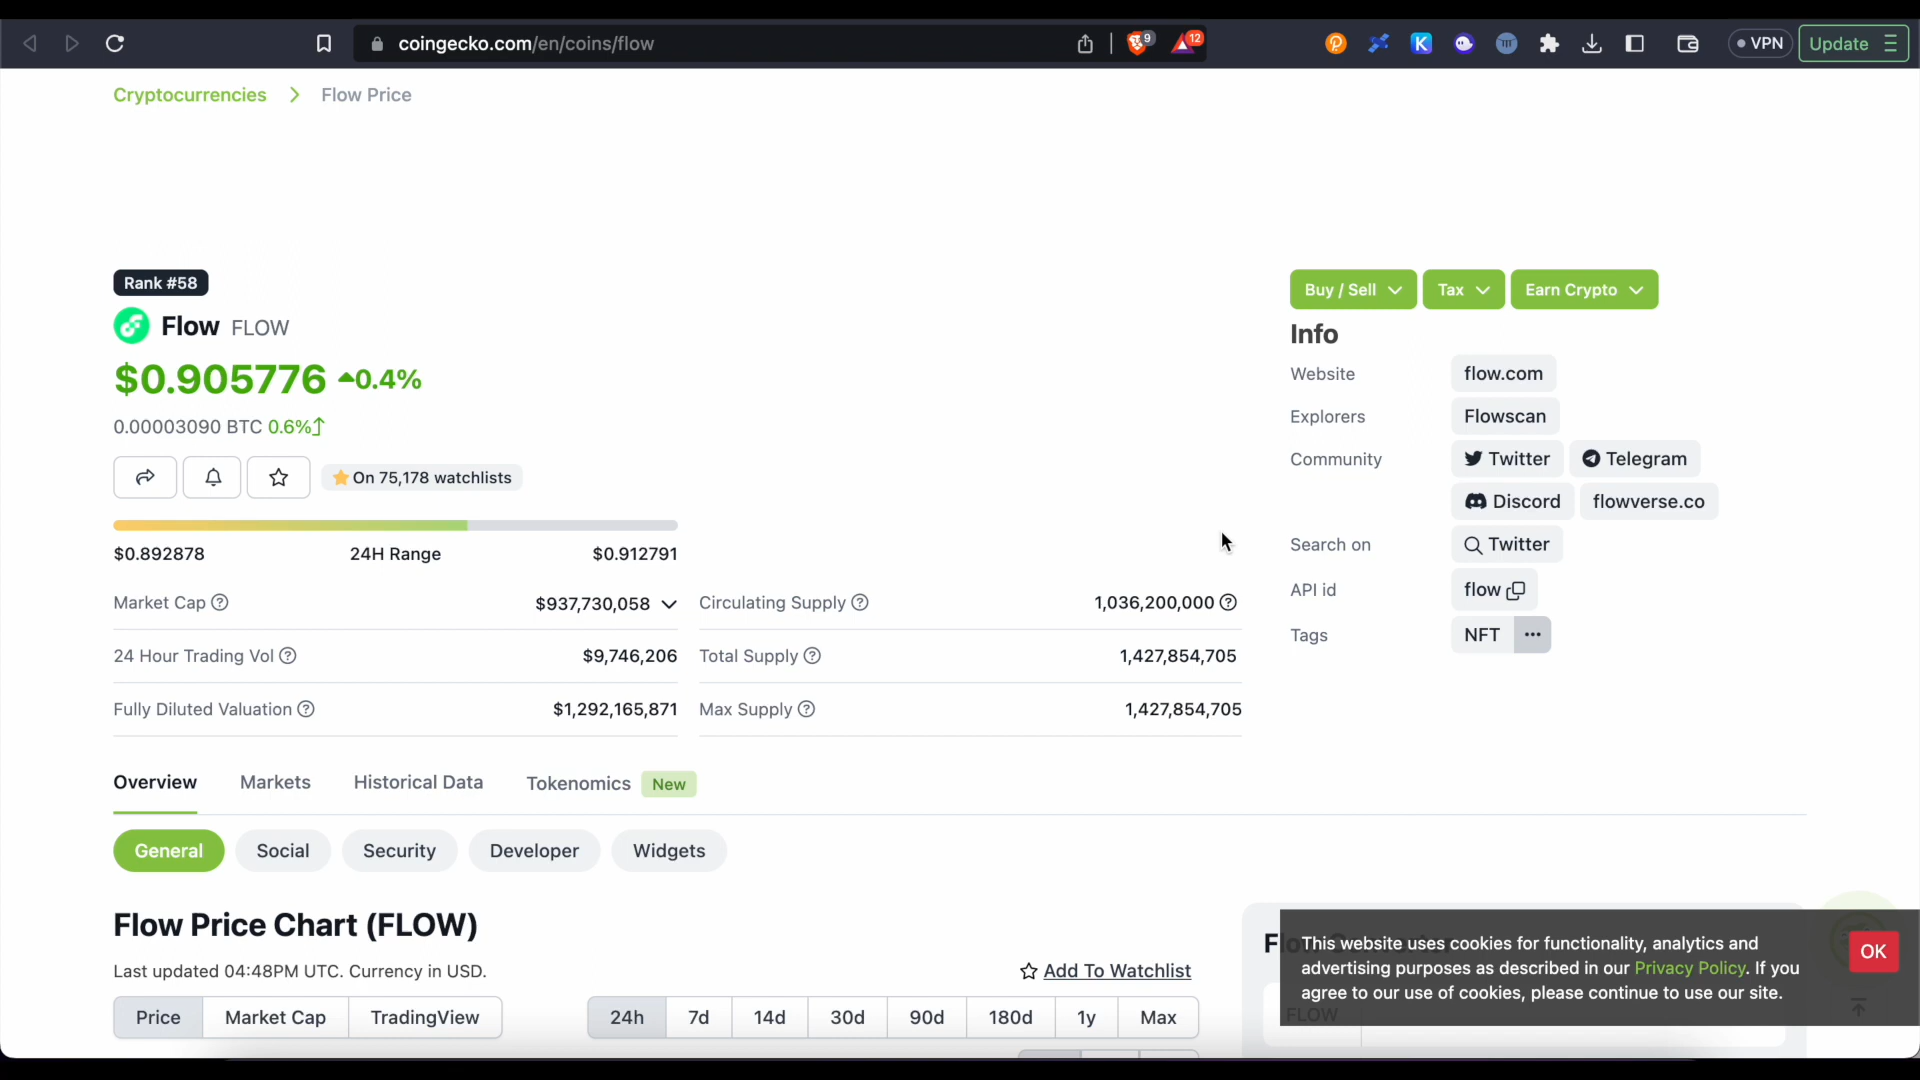 coingecko.com/en/coins/flow
9
12
VPN
Update
Cryptocurrencies > Flow Price
Rank #58
Flow FLOW
$0.905776 0.4%
0.00003090 BTC 0.6%
On 75,178 watchlists
$0.892878 24H Range $0.912791
Market Cap $937,730,058
Circulating Supply 1,036,200,000
24 Hour Trading Vol $9,746,206
Total Supply 1,427,854,705
Fully Diluted Valuation $1,292,165,871
Max Supply 1,427,854,705
Buy / Sell Tax Earn Crypto
Info
Website flow.com
Explorers Flowscan
Community Twitter Telegram
Discord flowverse.co
Search on Twitter
API id flow
Tags NFT ...
Overview Markets Historical Data Tokenomics New
General Social Security Developer Widgets
Flow Price Chart (FLOW)
Last updated 04:48PM UTC. Currency in USD.
Add To Watchlist
Price Market Cap TradingView
24h 7d 14d 30d 90d 180d 1y Max
This website uses cookies for functionality, analytics and
advertising purposes as described in our Privacy Policy. If you
agree to our use of cookies, please continue to use our site.
OK
FLOW